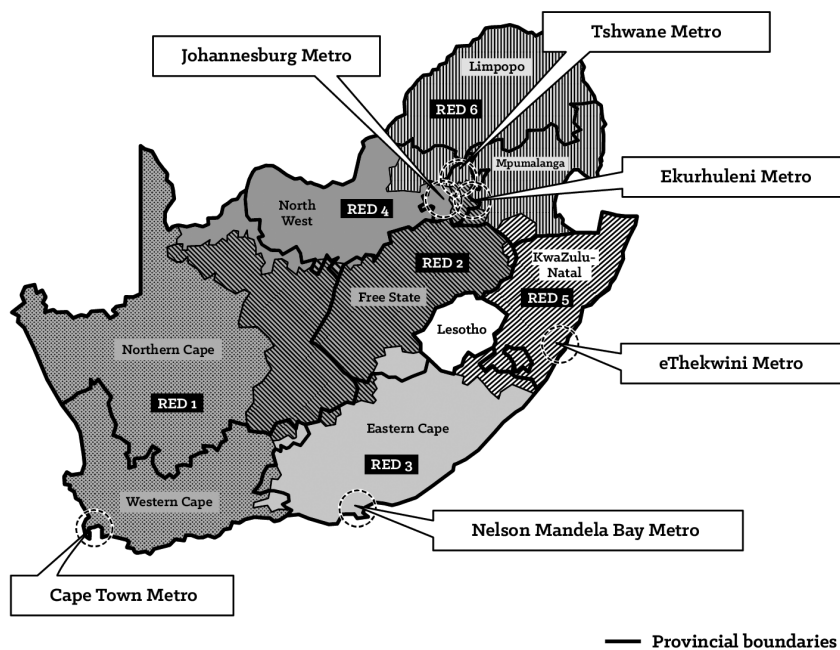 Tshwane Metro
Johannesburg Metro
Limpopo
RED 6
Mpumalanga
Ekurhuleni Metro
North
West
RED 4
RED 2
KwaZulu-
Natal
Free State
RED 5
Lesotho
Northern Cape
eThekwini Metro
RED 1
Eastern Cape
RED 3
Western Cape
Nelson Mandela Bay Metro
Cape Town Metro
Provincial boundaries